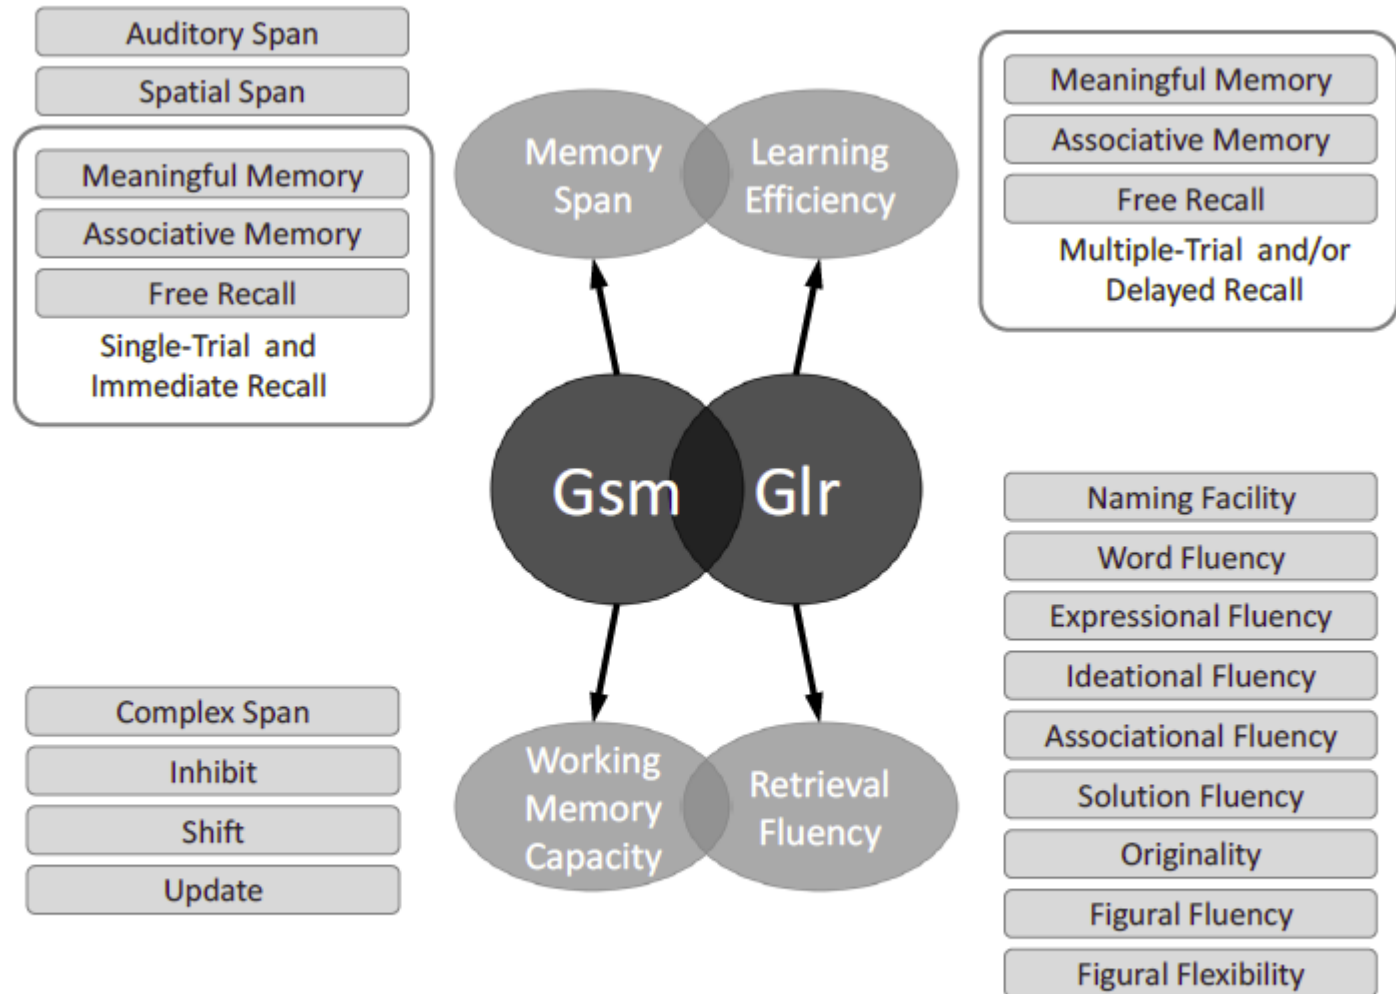 Auditory Span
Spatial Span
Meaningful Memory
Associative Memory
Free Recall
Single-Trial and
Immediate Recall
Memory
Span
Learning
Efficiency
Meaningful Memory
Associative Memory
Free Recall
Multiple-Trial and/or
Delayed Recall
Gsm
Glr
Complex Span
Inhibit
Shift
Update
Working
Memory
Capacity
Retrieval
Fluency
Naming Facility
Word Fluency
Expressional Fluency
Ideational Fluency
Associational Fluency
Solution Fluency
Originality
Figural Fluency
Figural Flexibility